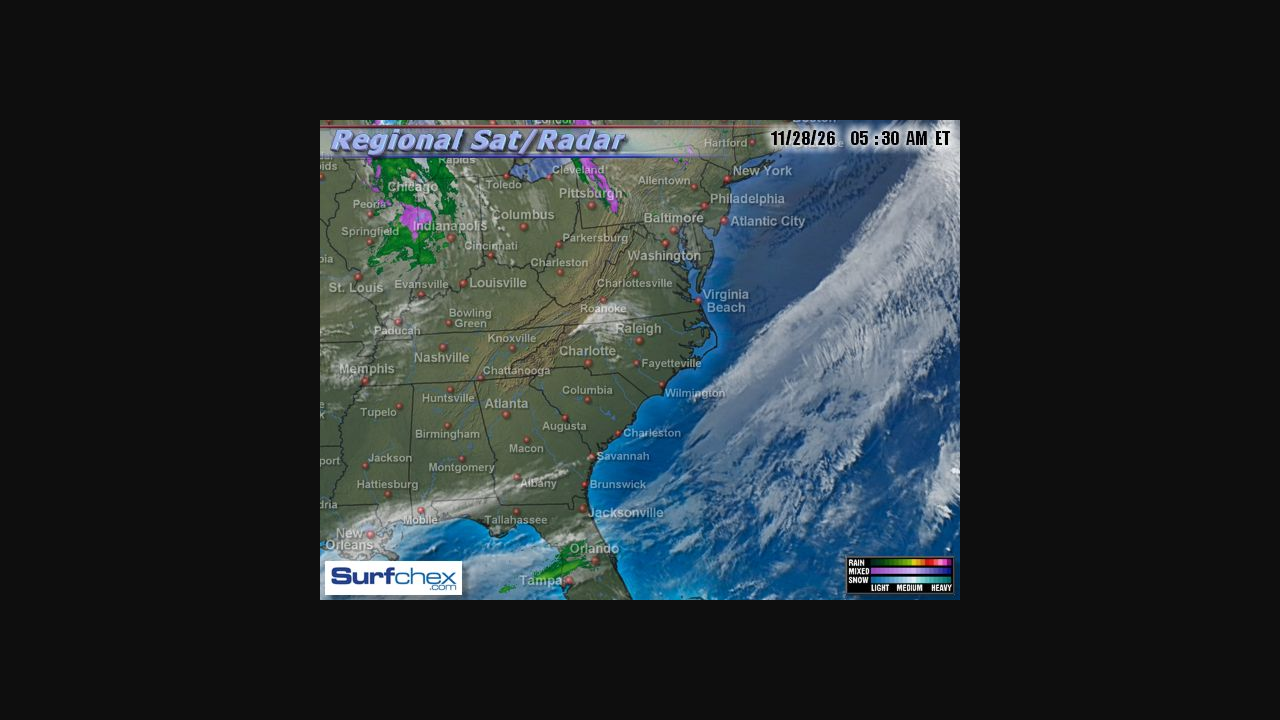 Regional Sat/Radar
11/28/26 05 : 30 AM ET
Hartford
Rapids
Cleveland
New York
Chicago
Toledo
Allentown
Pittsburgh
Philadelphia
Peoria
Columbus
Baltimore
Atlantic City
Indianapolis
Springfield
Parkersburg
Cincinnati
Washington
Charleston
St. Louis
Evansville
Louisville
Charlottesville
Virginia
Beach
Roanoke
Bowling
Green
Paducah
Raleigh
Knoxville
Nashville
Charlotte
Memphis
Chattanooga
Fayetteville
Huntsville
Columbia
Wilmington
Tupelo
Atlanta
Birmingham
Augusta
Charleston
Macon
Jackson
Montgomery
Savannah
Hattiesburg
Albany
Brunswick
Mobile
Tallahassee
Jacksonville
New
Orleans
Orlando
Tampa
Surfchex
.com
RAIN
MIXED
SNOW
LIGHT MEDIUM HEAVY